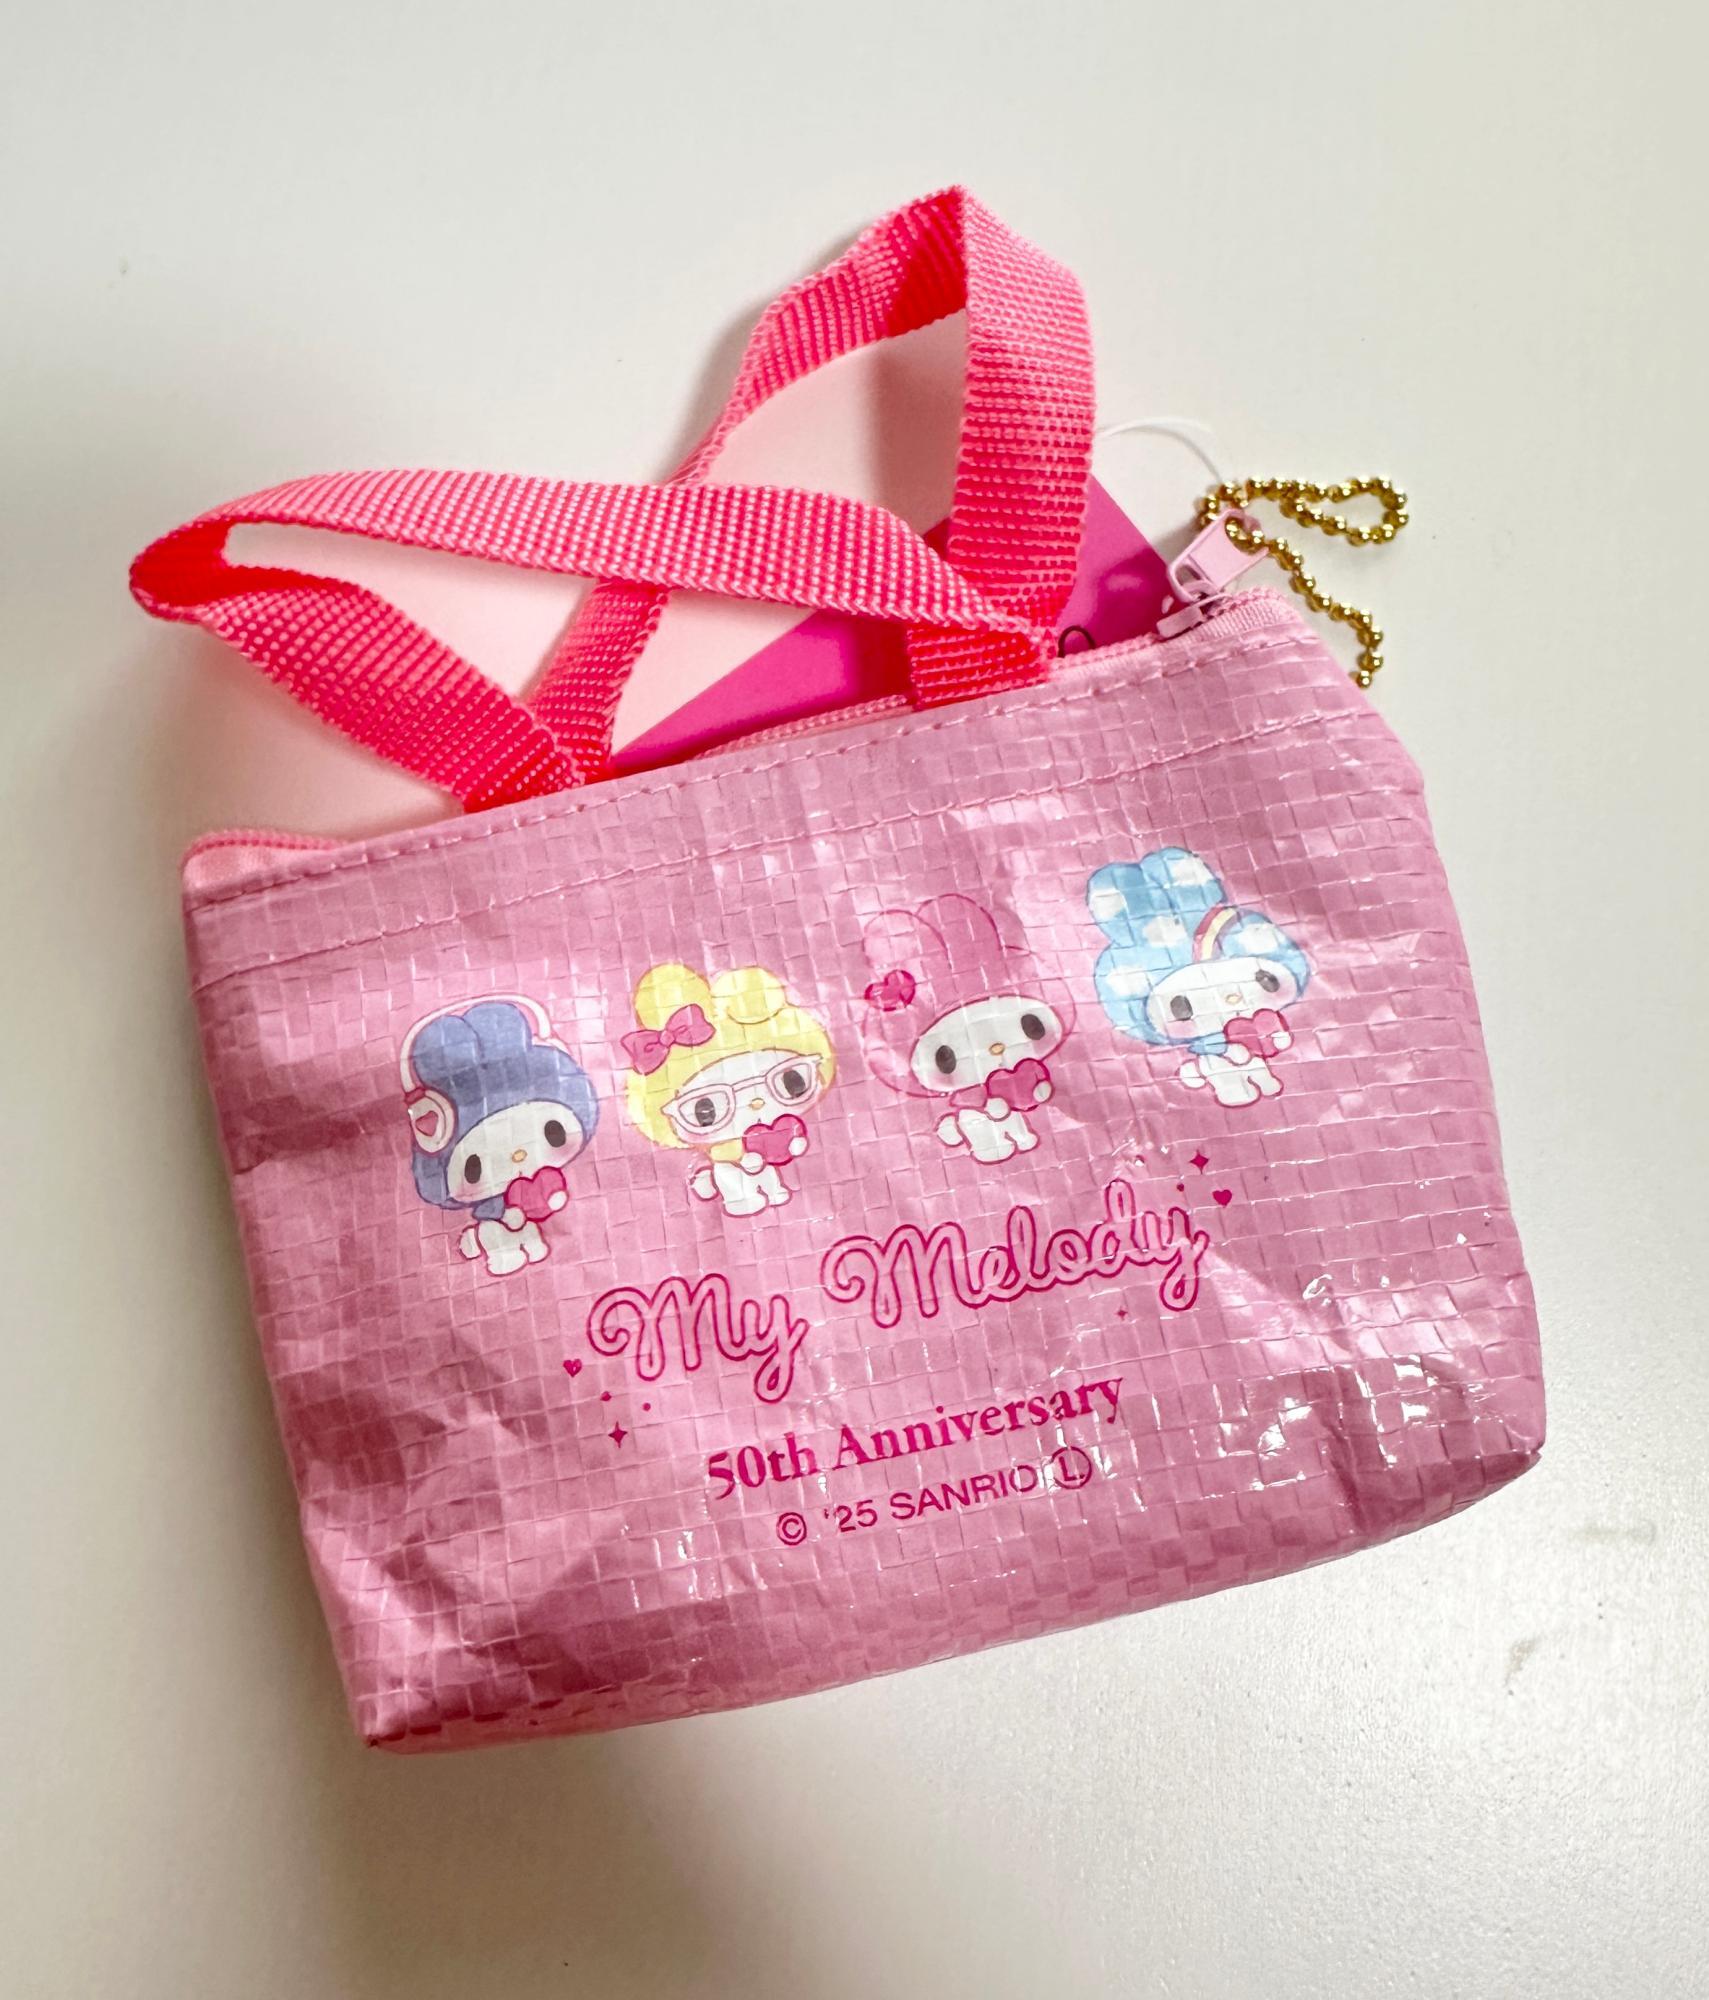 My Melody
50th Anniversary
© '25 SANRIO Ⓛ